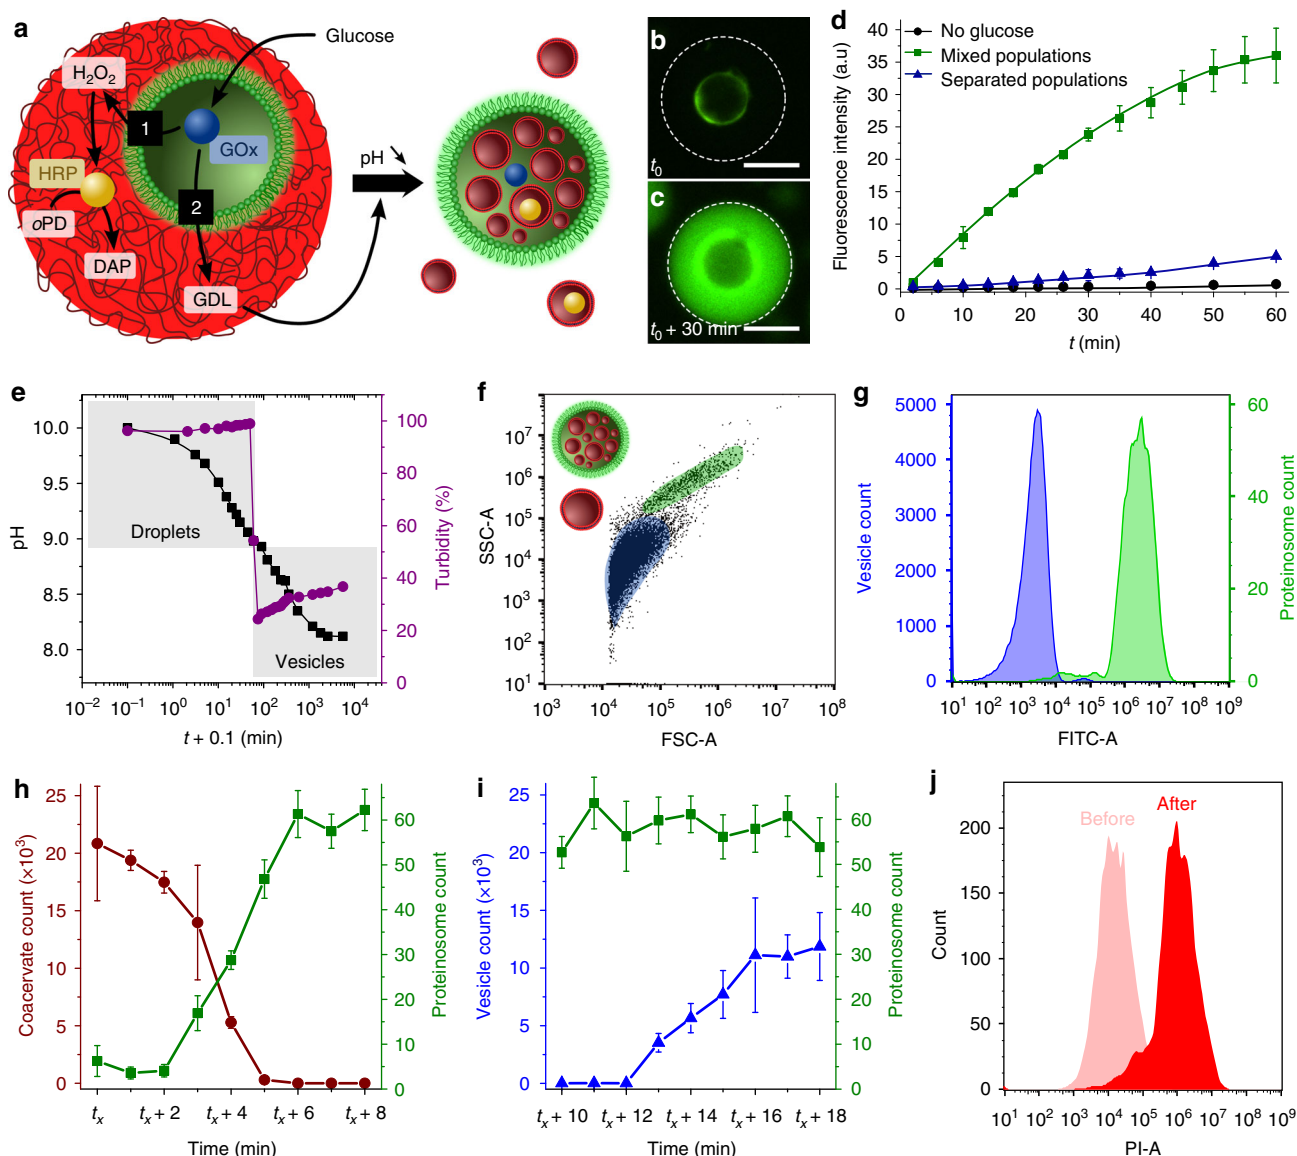 a
Glucose
H₂O₂
1
GOx
HRP
2
oPD
DAP
GDL
pH
b
t₀
c
t₀ + 30 min
d
No glucose
Mixed populations
Separated populations
Fluorescence intensity (a.u)
40
35
30
25
20
15
10
5
0
0 10 20 30 40 50 60
t (min)
e
10.0
9.5
9.0
8.5
8.0
pH
Droplets
Vesicles
100
80
60
40
20
0
Turbidity (%)
10⁻² 10⁻¹ 10⁰ 10¹ 10² 10³ 10⁴
t + 0.1 (min)
f
SSC-A
10⁷
10⁶
10⁵
10⁴
10³
10²
10¹
10³ 10⁴ 10⁵ 10⁶ 10⁷ 10⁸
FSC-A
g
Vesicle count
5000
4000
3000
2000
1000
0
60
40
20
0
Proteinosome count
10¹ 10² 10³ 10⁴ 10⁵ 10⁶ 10⁷ 10⁸ 10⁹
FITC-A
h
Coacervate count (×10³)
25
20
15
10
5
0
60
50
40
30
20
10
0
Proteinosome count
tₓ tₓ + 2 tₓ + 4 tₓ + 6 tₓ + 8
Time (min)
i
Vesicle count (×10³)
25
20
15
10
5
0
60
50
40
30
20
10
0
Proteinosome count
tₓ + 10 tₓ + 12 tₓ + 14 tₓ + 16 tₓ + 18
Time (min)
j
Before
After
Count
200
150
100
50
0
10¹ 10² 10³ 10⁴ 10⁵ 10⁶ 10⁷ 10⁸ 10⁹
PI-A